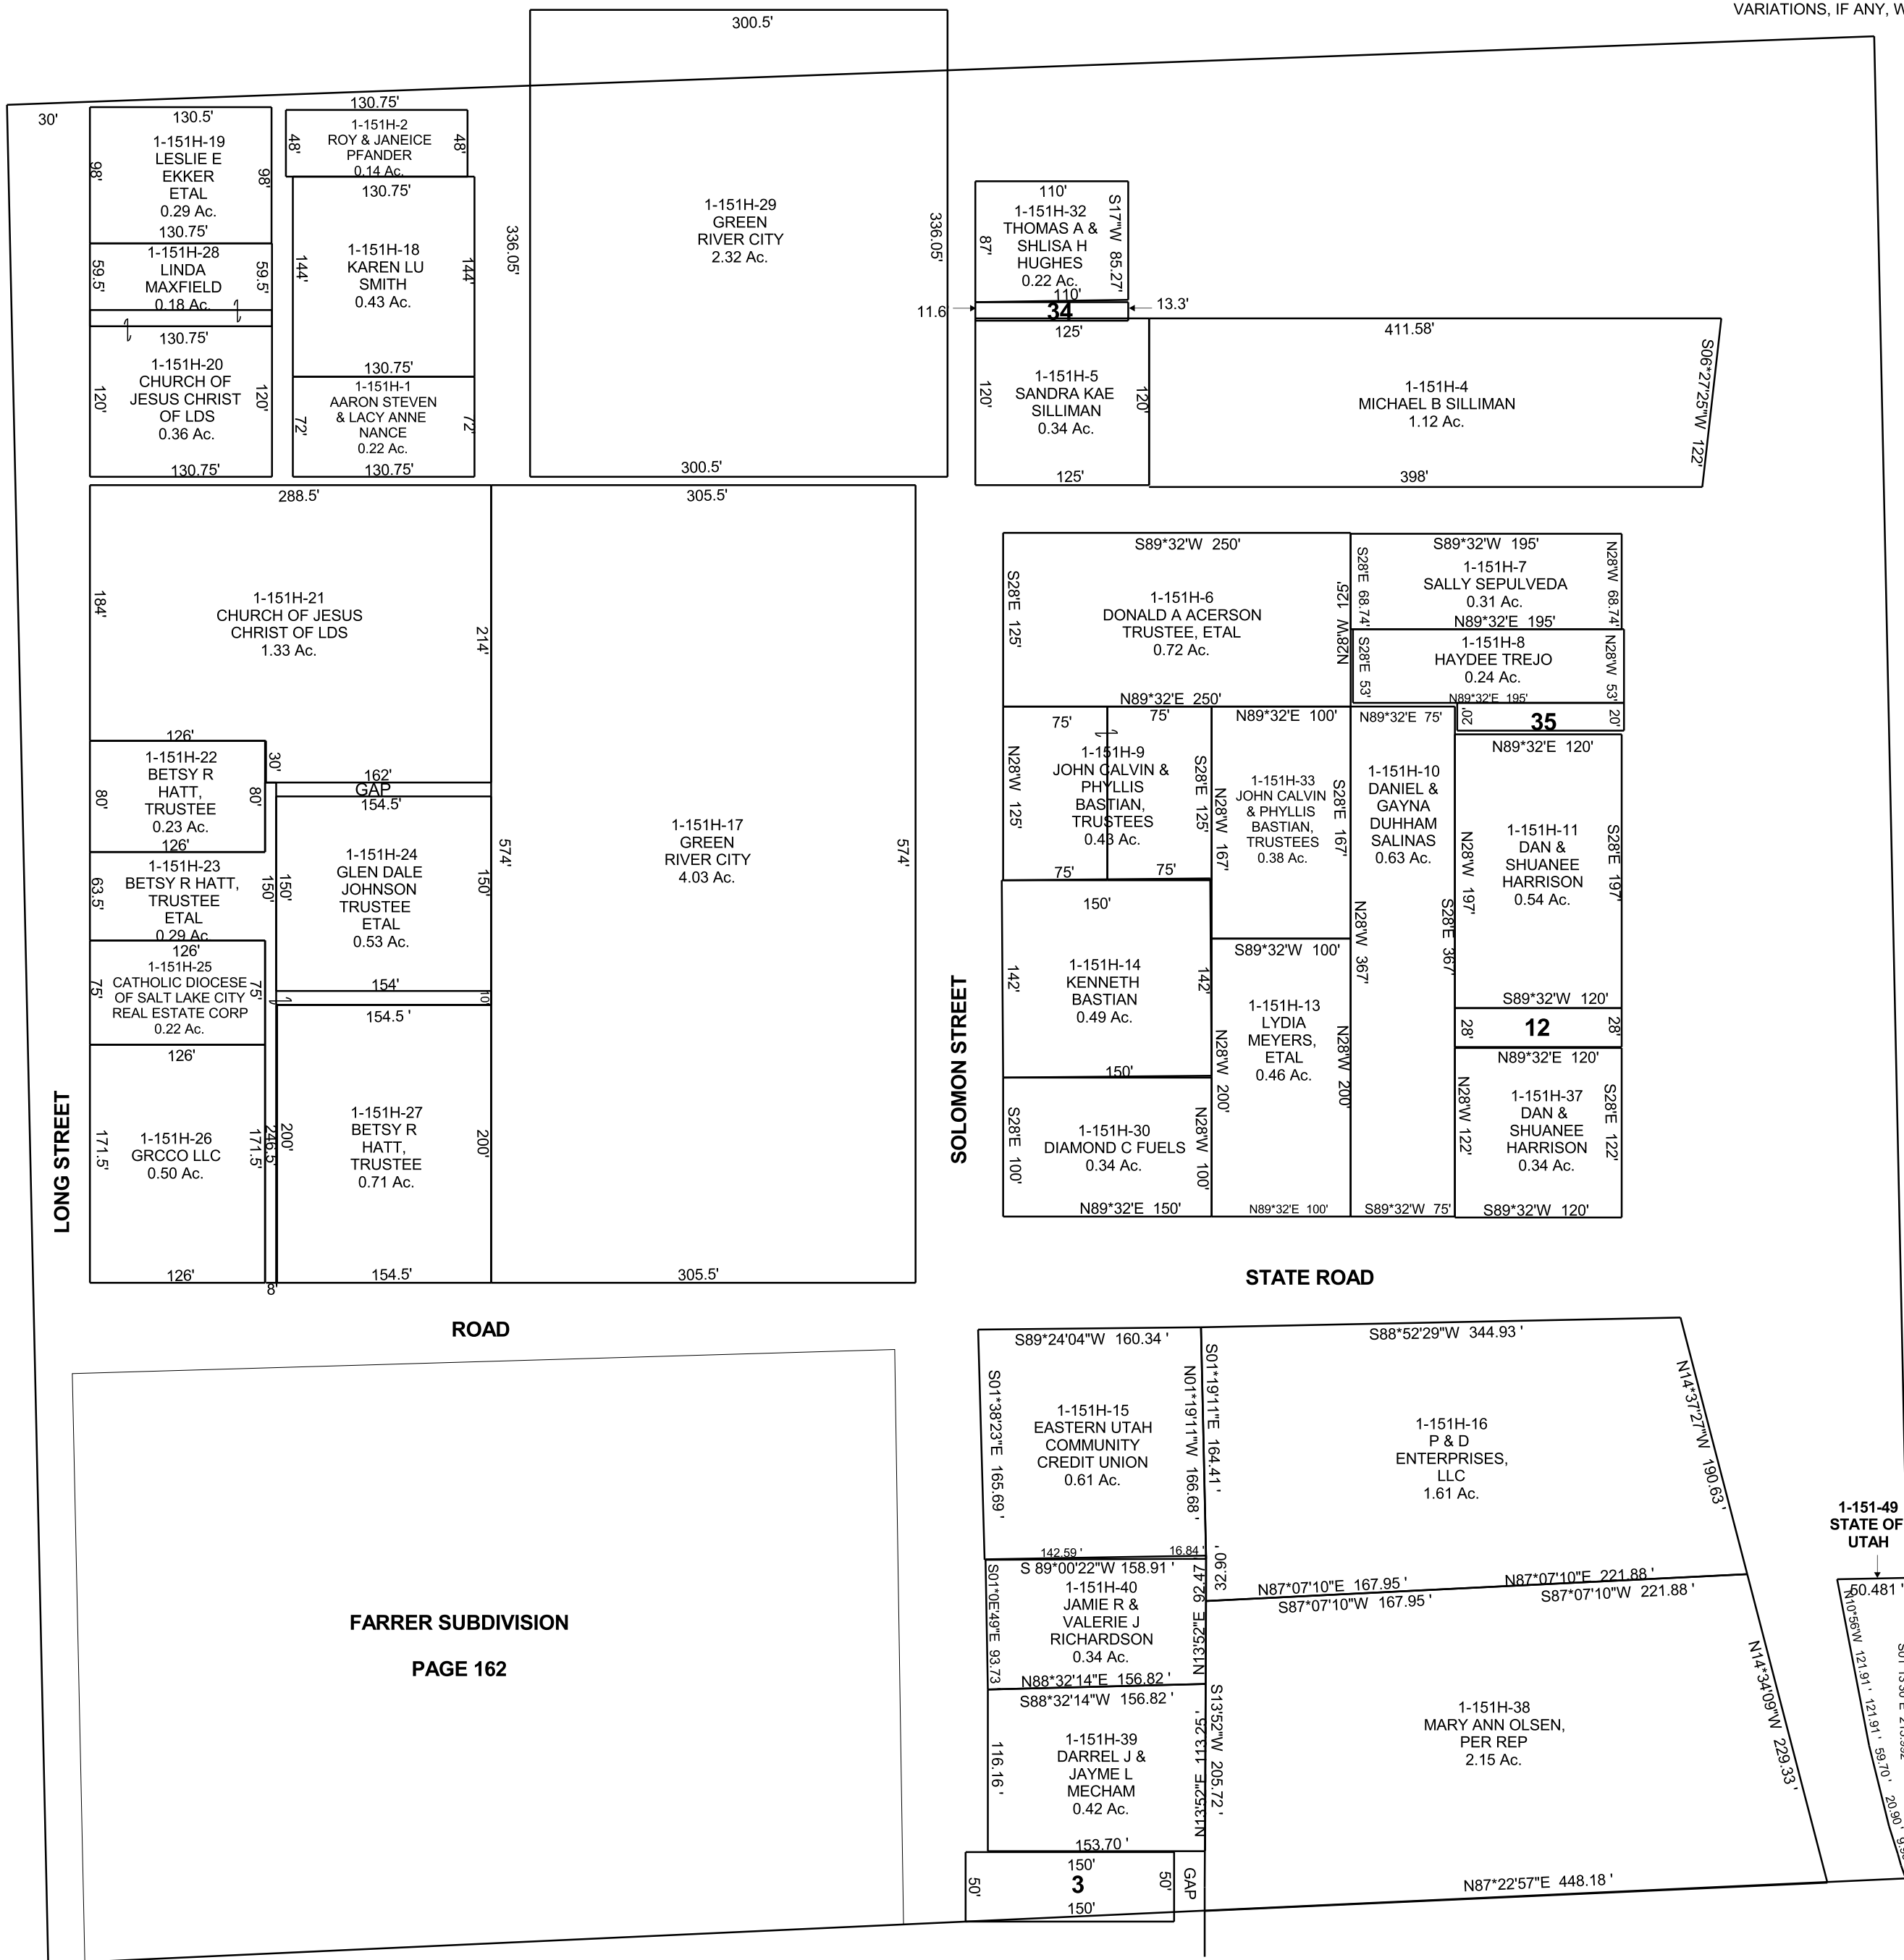 VARIATIONS, IF ANY, W
30'
130.5'
98'
98'
1-151H-19
LESLIE E
EKKER
ETAL
0.29 Ac.
130.75'
59.5'
59.5'
1-151H-28
LINDA
MAXFIELD
0.18 Ac.
130.75'
120'
120'
1-151H-20
CHURCH OF
JESUS CHRIST
OF LDS
0.36 Ac.
130.75'
130.75'
48'
48'
1-151H-2
ROY & JANEICE
PFANDER
0.14 Ac.
130.75'
144'
144'
1-151H-18
KAREN LU
SMITH
0.43 Ac.
130.75'
72'
72'
1-151H-1
AARON STEVEN
& LACY ANNE
NANCE
0.22 Ac.
130.75'
300.5'
336.05'
336.05'
1-151H-29
GREEN
RIVER CITY
2.32 Ac.
300.5'
110'
87'
S17"W 85.27'
1-151H-32
THOMAS A &
SHLISA H
HUGHES
0.22 Ac.
110'
11.6
34
13.3'
125'
120'
120'
1-151H-5
SANDRA KAE
SILLIMAN
0.34 Ac.
125'
411.58'
S06*27'25"W 122'
1-151H-4
MICHAEL B SILLIMAN
1.12 Ac.
398'
288.5'
184'
214'
1-151H-21
CHURCH OF JESUS
CHRIST OF LDS
1.33 Ac.
126'
30'
162'
GAP
80'
80'
1-151H-22
BETSY R
HATT,
TRUSTEE
0.23 Ac.
126'
63.5'
150'
1-151H-23
BETSY R HATT,
TRUSTEE
ETAL
0.29 Ac
126'
75'
75'
1-151H-25
CATHOLIC DIOCESE
OF SALT LAKE CITY
REAL ESTATE CORP
0.22 Ac.
126'
171.5'
171.5'
1-151H-26
GRCCO LLC
0.50 Ac.
126'
246.5'
8'
154.5'
150'
150'
1-151H-24
GLEN DALE
JOHNSON
TRUSTEE
ETAL
0.53 Ac.
154'
10'
154.5 '
200'
200'
1-151H-27
BETSY R
HATT,
TRUSTEE
0.71 Ac.
154.5'
305.5'
574'
574'
1-151H-17
GREEN
RIVER CITY
4.03 Ac.
305.5'
S89*32'W 250'
S28'E 125'
N28'W 125'
1-151H-6
DONALD A ACERSON
TRUSTEE, ETAL
0.72 Ac.
N89*32'E 250'
S89*32'W 195'
S28'E 68.74'
N28'W 68.74'
1-151H-7
SALLY SEPULVEDA
0.31 Ac.
N89*32'E 195'
S28'E 53'
N28'W 53'
1-151H-8
HAYDEE TREJO
0.24 Ac.
N89*32'E 195'
20'
35
20'
75'
75'
N28'W 125'
S28'E 125'
1-151H-9
JOHN CALVIN &
PHYLLIS
BASTIAN,
TRUSTEES
0.43 Ac.
75'
75'
N89*32'E 100'
N28'W 167'
S28'E 167'
1-151H-33
JOHN CALVIN
& PHYLLIS
BASTIAN,
TRUSTEES
0.38 Ac.
N89*32'E 75'
N28'W 367'
S28'E 367'
1-151H-10
DANIEL &
GAYNA
DUHHAM
SALINAS
0.63 Ac.
S89*32'W 75'
N89*32'E 120'
N28'W 197'
S28'E 197'
1-151H-11
DAN &
SHUANEE
HARRISON
0.54 Ac.
S89*32'W 120'
28'
12
28'
N89*32'E 120'
N28'W 122'
S28'E 122'
1-151H-37
DAN &
SHUANEE
HARRISON
0.34 Ac.
S89*32'W 120'
150'
142'
142'
1-151H-14
KENNETH
BASTIAN
0.49 Ac.
150'
S89*32'W 100'
N28'W 200'
N28'W 200'
1-151H-13
LYDIA
MEYERS,
ETAL
0.46 Ac.
N89*32'E 100'
S28'E 100'
N28'W 100'
1-151H-30
DIAMOND C FUELS
0.34 Ac.
N89*32'E 150'
LONG STREET
SOLOMON STREET
STATE ROAD
ROAD
FARRER SUBDIVISION
PAGE 162
S89*24'04"W 160.34 '
S01*38'23"E 165.69 '
N01*19'11"W 166.68 '
1-151H-15
EASTERN UTAH
COMMUNITY
CREDIT UNION
0.61 Ac.
142.59 '
16.84 '
S88*52'29"W 344.93 '
S01*19'11"E 164.41 '
32.90 '
N14*37'27"W 190.63 '
1-151H-16
P & D
ENTERPRISES,
LLC
1.61 Ac.
N87*07'10"E 167.95 '
N87*07'10"E 221.88 '
S 89*00'22"W 158.91 '
S01*0E'49"E 93.73
N13'52"E 92.47'
1-151H-40
JAMIE R &
VALERIE J
RICHARDSON
0.34 Ac.
N88*32'14"E 156.82 '
S88*32'14"W 156.82 '
116.16 '
N13'52"E 113.25'
1-151H-39
DARREL J &
JAYME L
MECHAM
0.42 Ac.
153.70 '
S87*07'10"W 167.95 '
S87*07'10"W 221.88 '
S13'52"W 205.72 '
N14*34'09"W 229.33 '
1-151H-38
MARY ANN OLSEN,
PER REP
2.15 Ac.
N87*22'57"E 448.18 '
150'
50'
3
50'
150'
GAP
1-151-49
STATE OF
UTAH
50.481 '
N10*56'W 121.91 ' 121.91 ' 59.70 ' 20.90 '